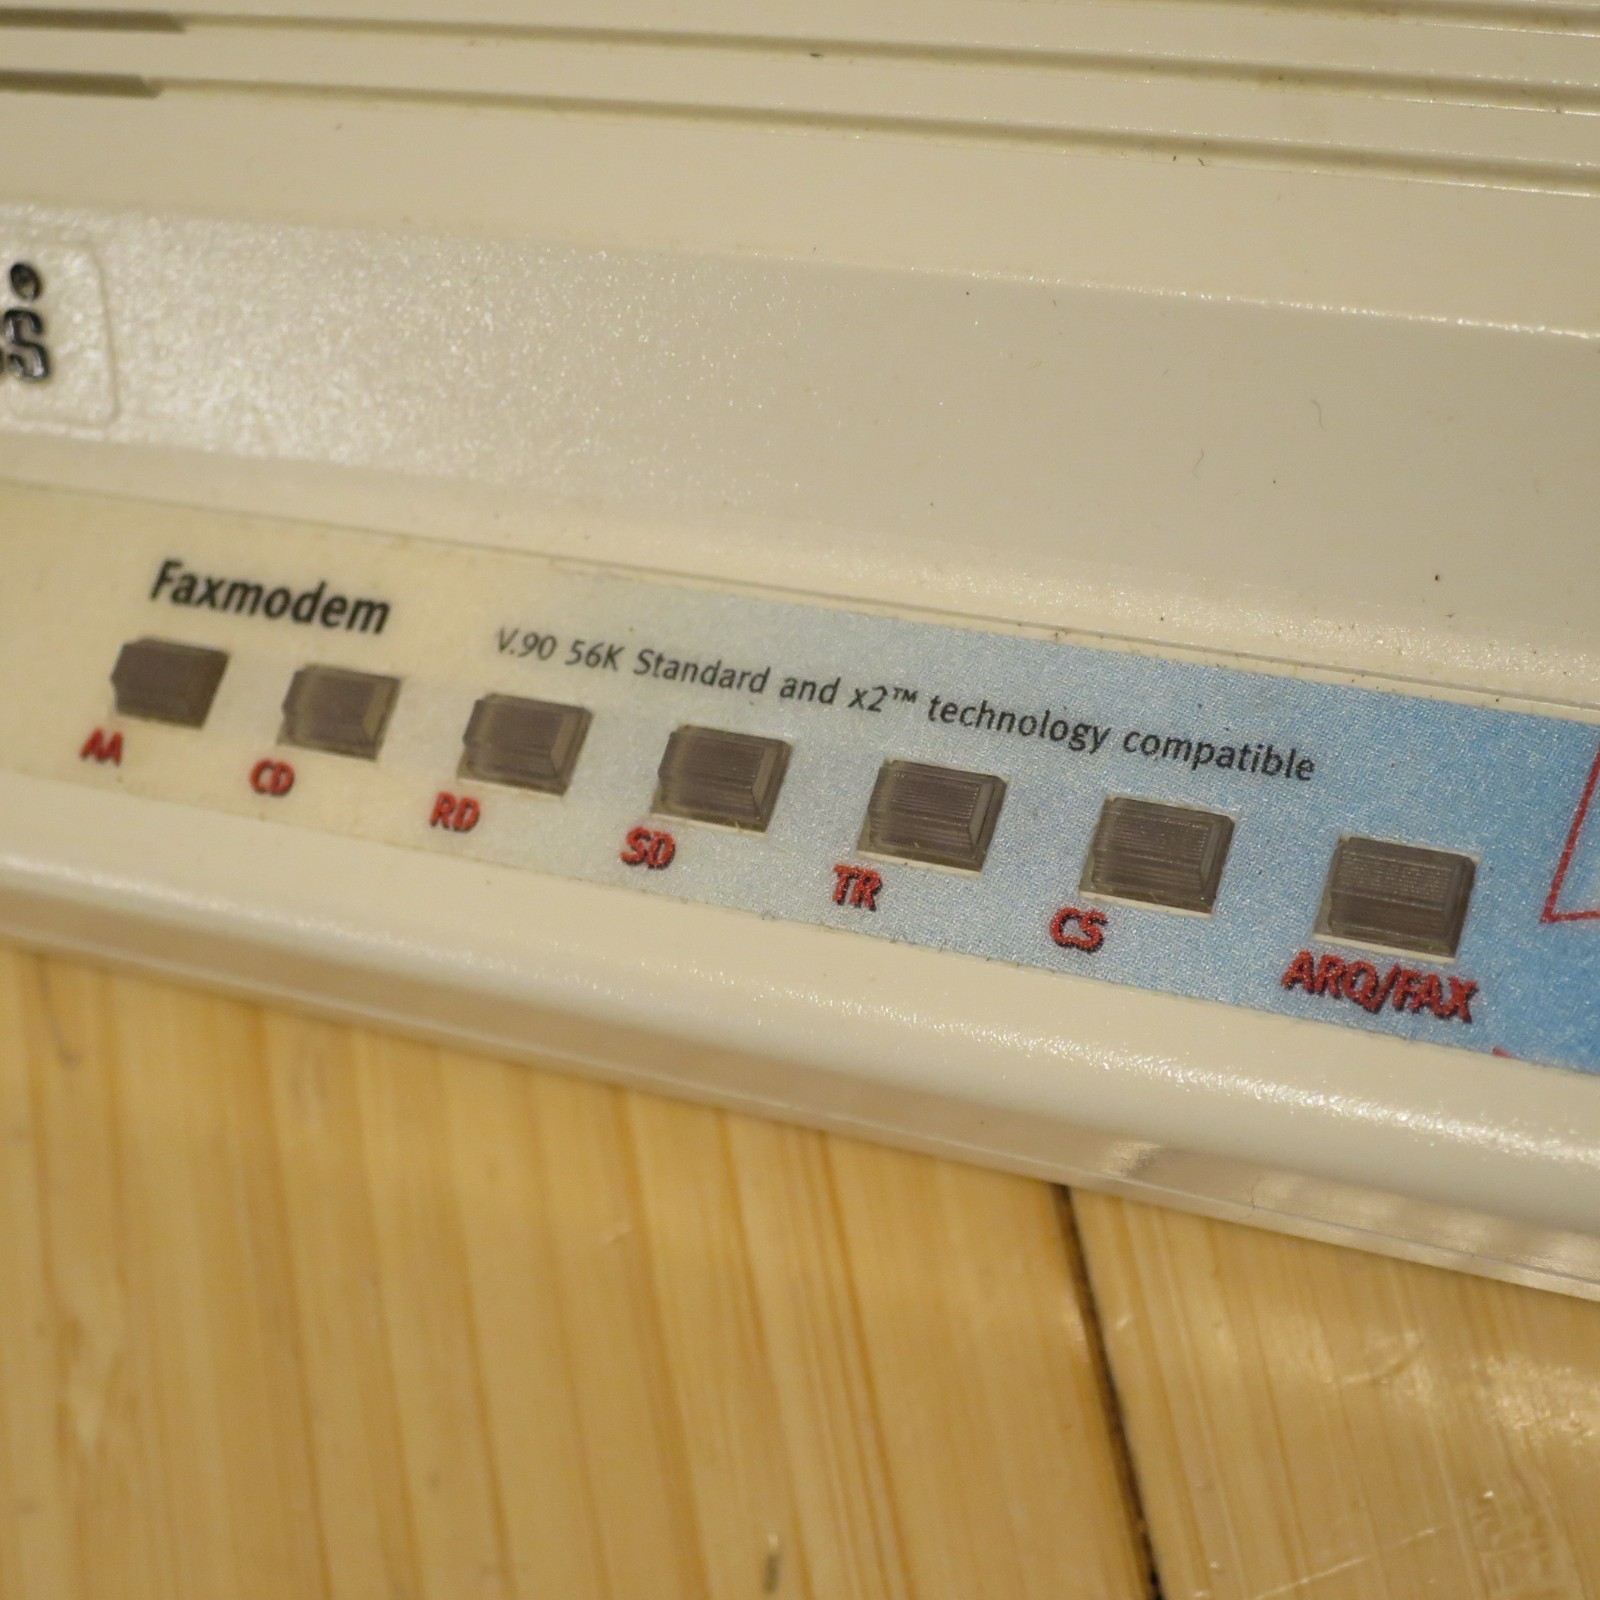 Faxmodem
V.90 56K Standard and x2™ technology compatible
AA CD RD SD TR CS ARQ/FAX